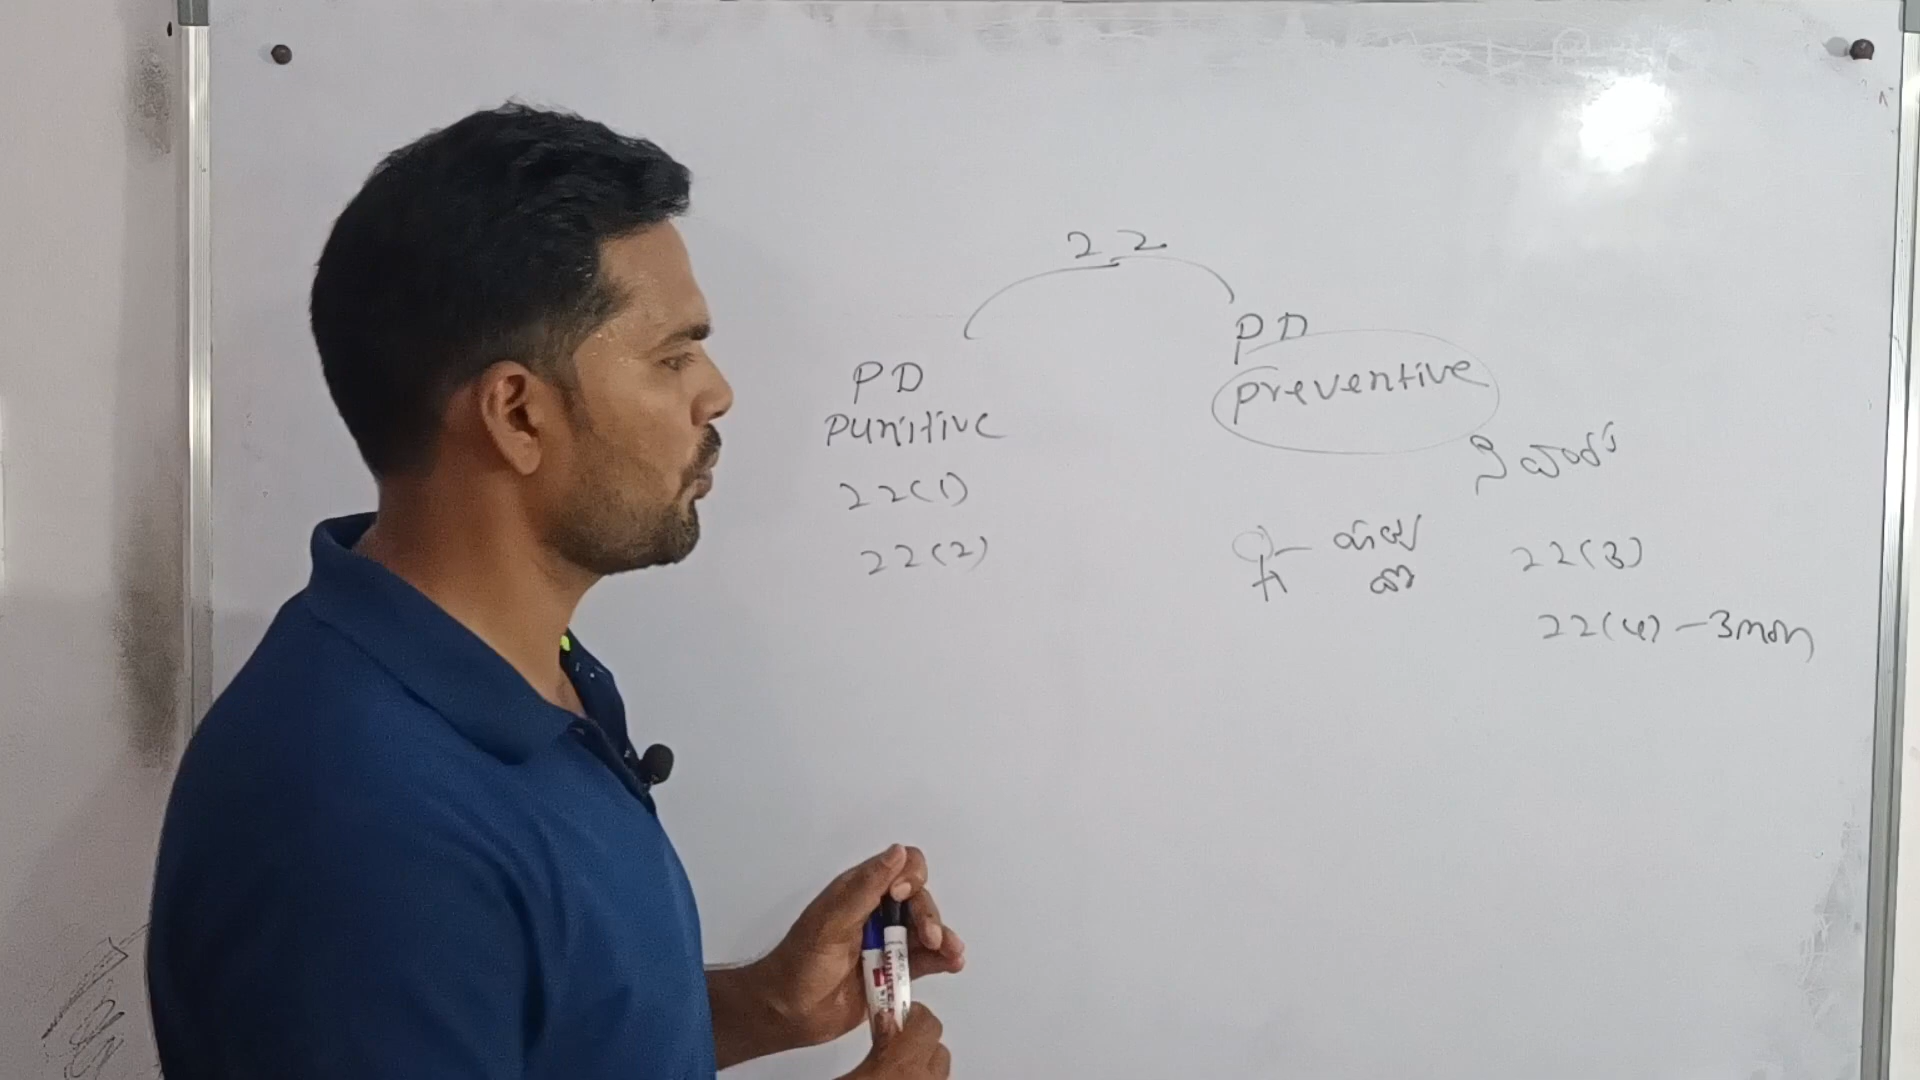 22
PD
Punitive
22(1)
22(2)
PD
preventive
22(3)
22(4) - 3mon